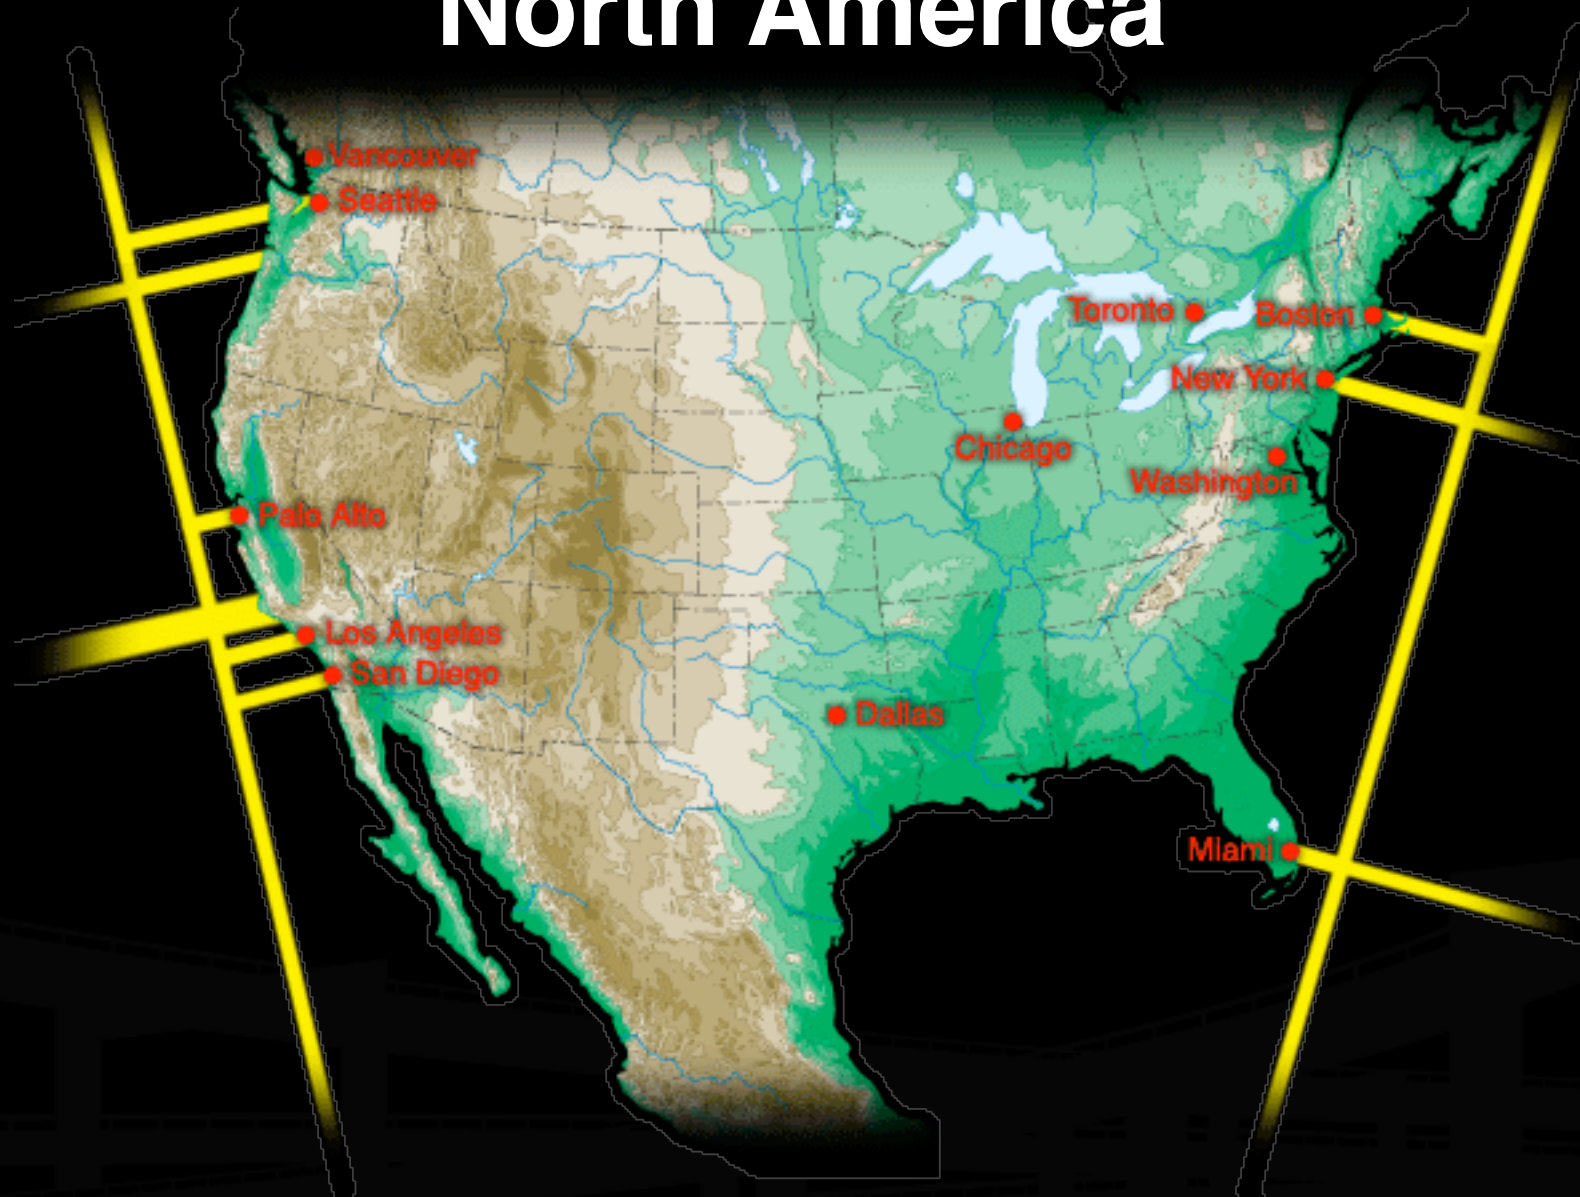 North America
Vancouver
Seattle
Toronto
Boston
New York
Chicago
Washington
Palo Alto
Los Angeles
San Diego
Dallas
Miami